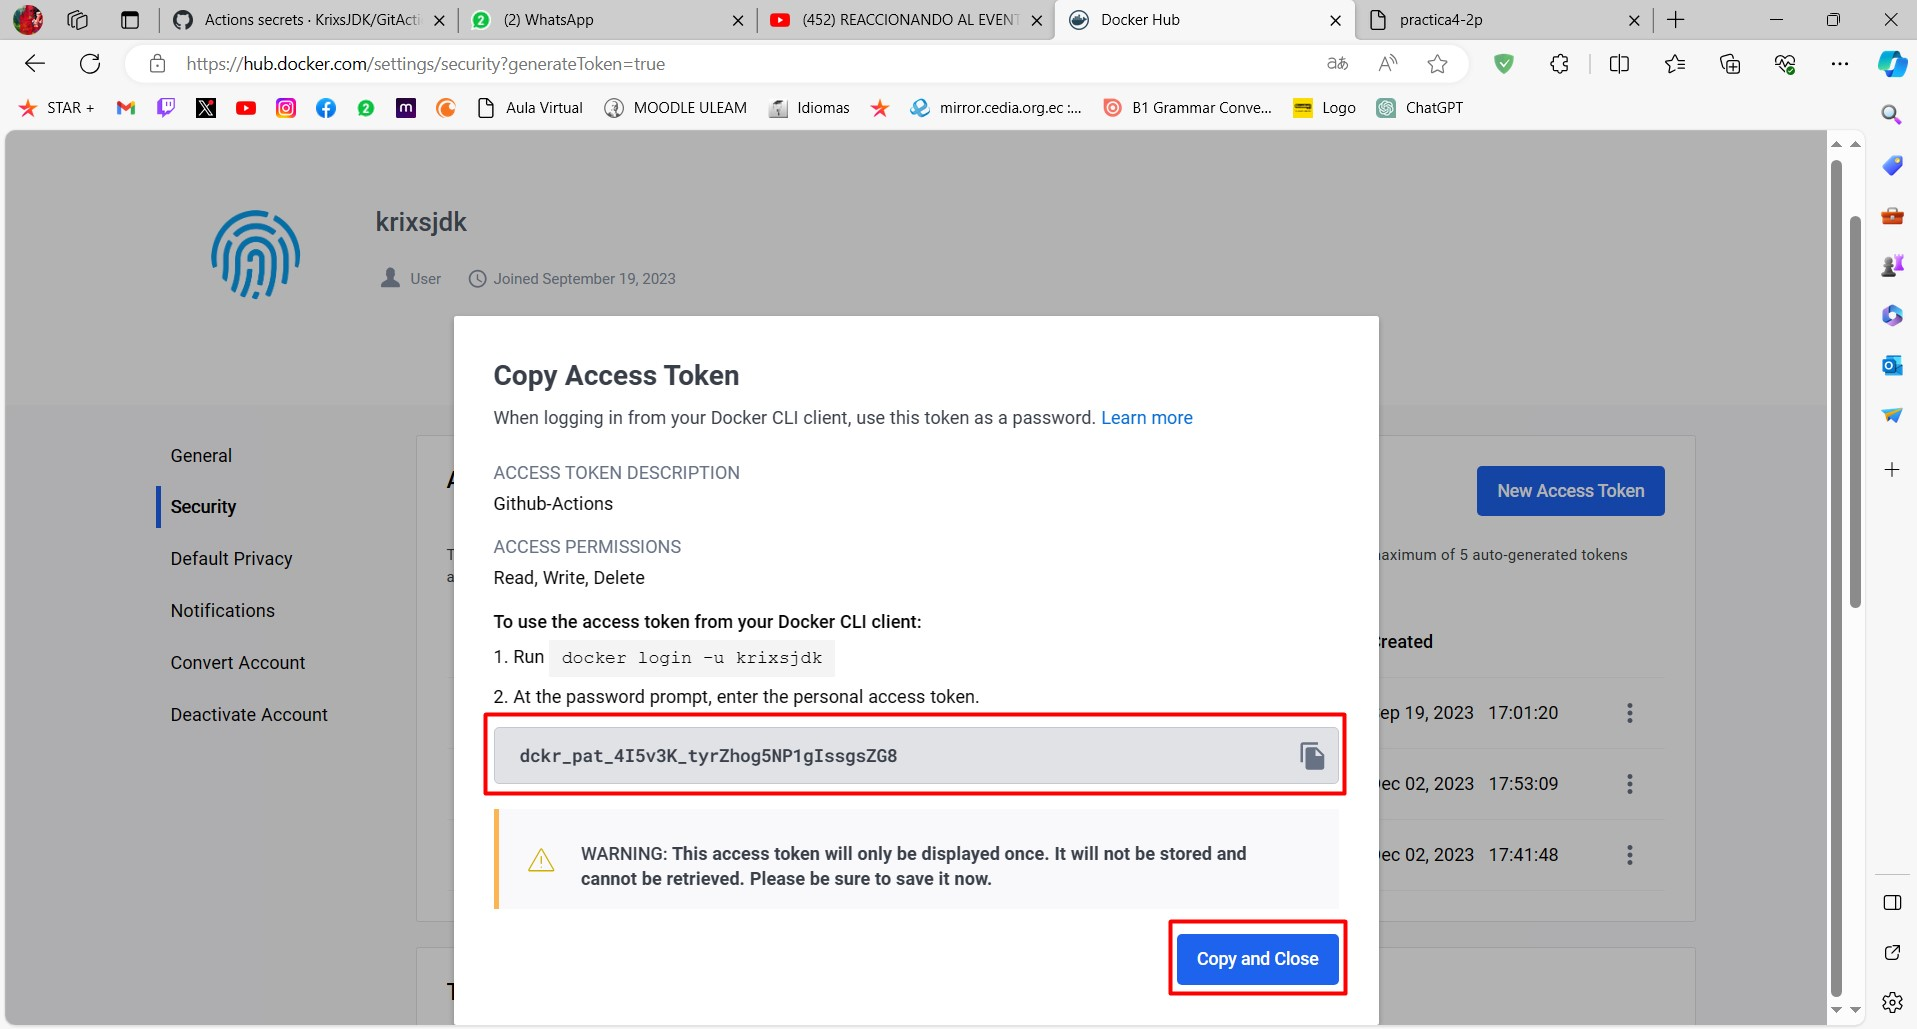 Actions secrets · KrixsJDK/GitActi
(2) WhatsApp
(452) REACCIONANDO AL EVENT
Docker Hub
practica4-2p
https://hub.docker.com/settings/security?generateToken=true
STAR +
Aula Virtual
MOODLE ULEAM
Idiomas
mirror.cedia.org.ec :...
B1 Grammar Conve...
Logo
ChatGPT
krixsjdk
User
Joined September 19, 2023
General
Security
Default Privacy
Notifications
Convert Account
Deactivate Account
New Access Token
aximum of 5 auto-generated tokens
reated
ep 19, 2023 17:01:20
ec 02, 2023 17:53:09
ec 02, 2023 17:41:48
Copy Access Token
When logging in from your Docker CLI client, use this token as a password. Learn more
ACCESS TOKEN DESCRIPTION
Github-Actions
ACCESS PERMISSIONS
Read, Write, Delete
To use the access token from your Docker CLI client:
1. Run docker login -u krixsjdk
2. At the password prompt, enter the personal access token.
dckr_pat_4I5v3K_tyrZhog5NP1gIssgsZG8
WARNING: This access token will only be displayed once. It will not be stored and
cannot be retrieved. Please be sure to save it now.
Copy and Close